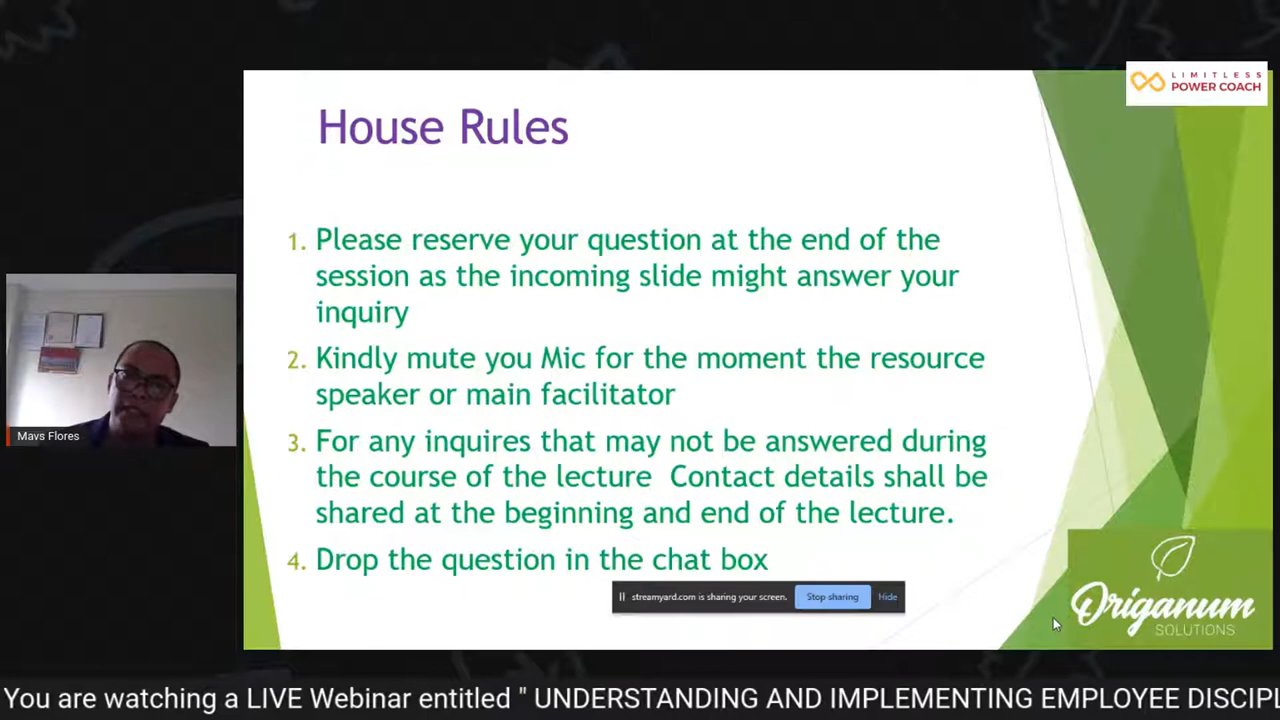 LIMITLESS
POWER COACH
House Rules
1. Please reserve your question at the end of the
session as the incoming slide might answer your
inquiry
2. Kindly mute you Mic for the moment the resource
speaker or main facilitator
3. For any inquires that may not be answered during
the course of the lecture  Contact details shall be
shared at the beginning and end of the lecture.
4. Drop the question in the chat box
Mavs Flores
streamyard.com is sharing your screen. Stop sharing Hide
Origanum
SOLUTIONS
You are watching a LIVE Webinar entitled " UNDERSTANDING AND IMPLEMENTING EMPLOYEE DISCIPL